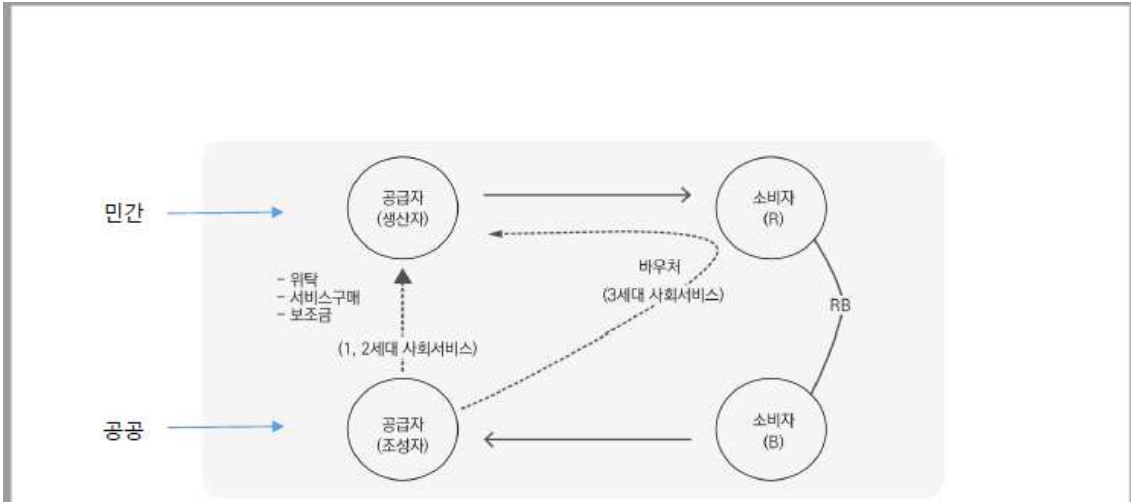 민간
공급자
(생산자)
소비자
(R)
바우처
(3세대 사회서비스)
- 위탁
- 서비스구매
- 보조금
RB
(1, 2세대 사회서비스)
공공
공급자
(조성자)
소비자
(B)